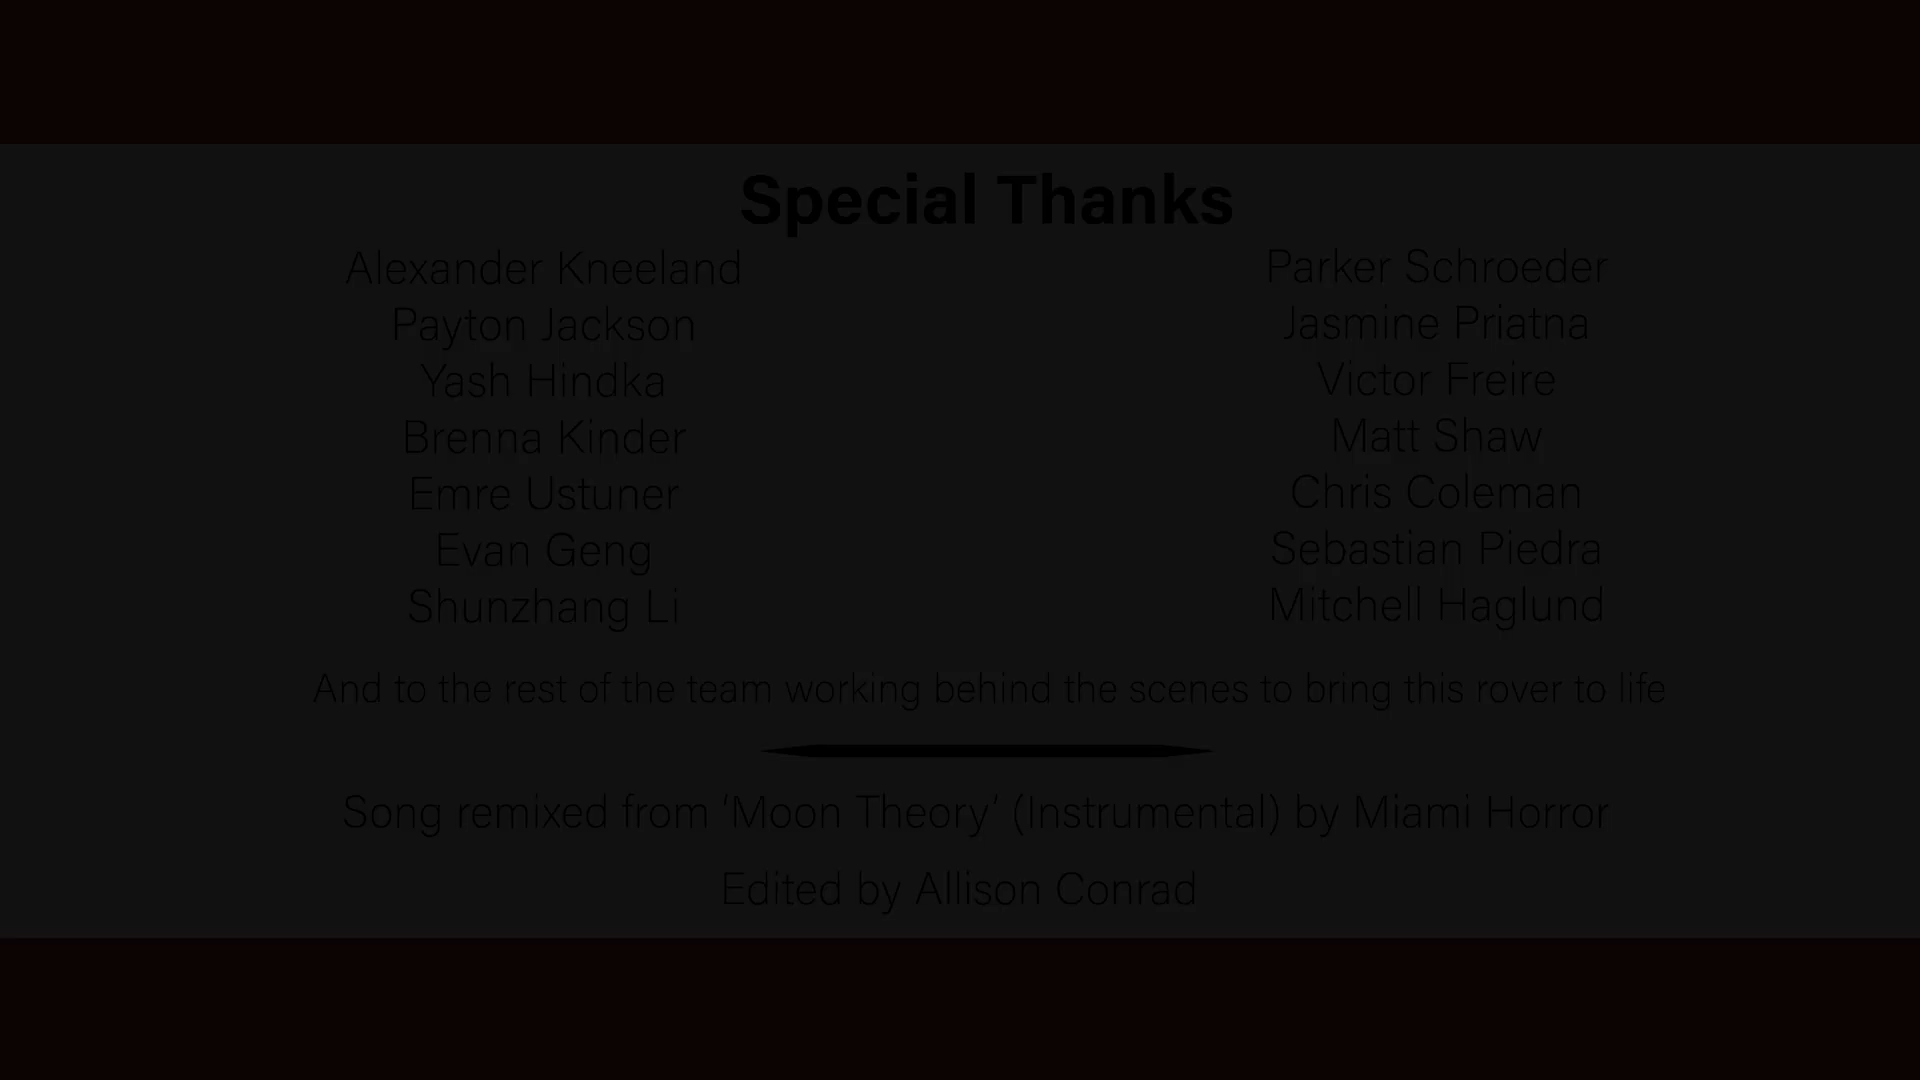 Special Thanks
Alexander Kneeland
Payton Jackson
Yash Hindka
Brenna Kinder
Emre Ustuner
Evan Geng
Shunzhang Li
Parker Schroeder
Jasmine Priatna
Victor Freire
Matt Shaw
Chris Coleman
Sebastian Piedra
Mitchell Haglund
And to the rest of the team working behind the scenes to bring this rover to life
Song remixed from ‘Moon Theory’ (Instrumental) by Miami Horror
Edited by Allison Conrad